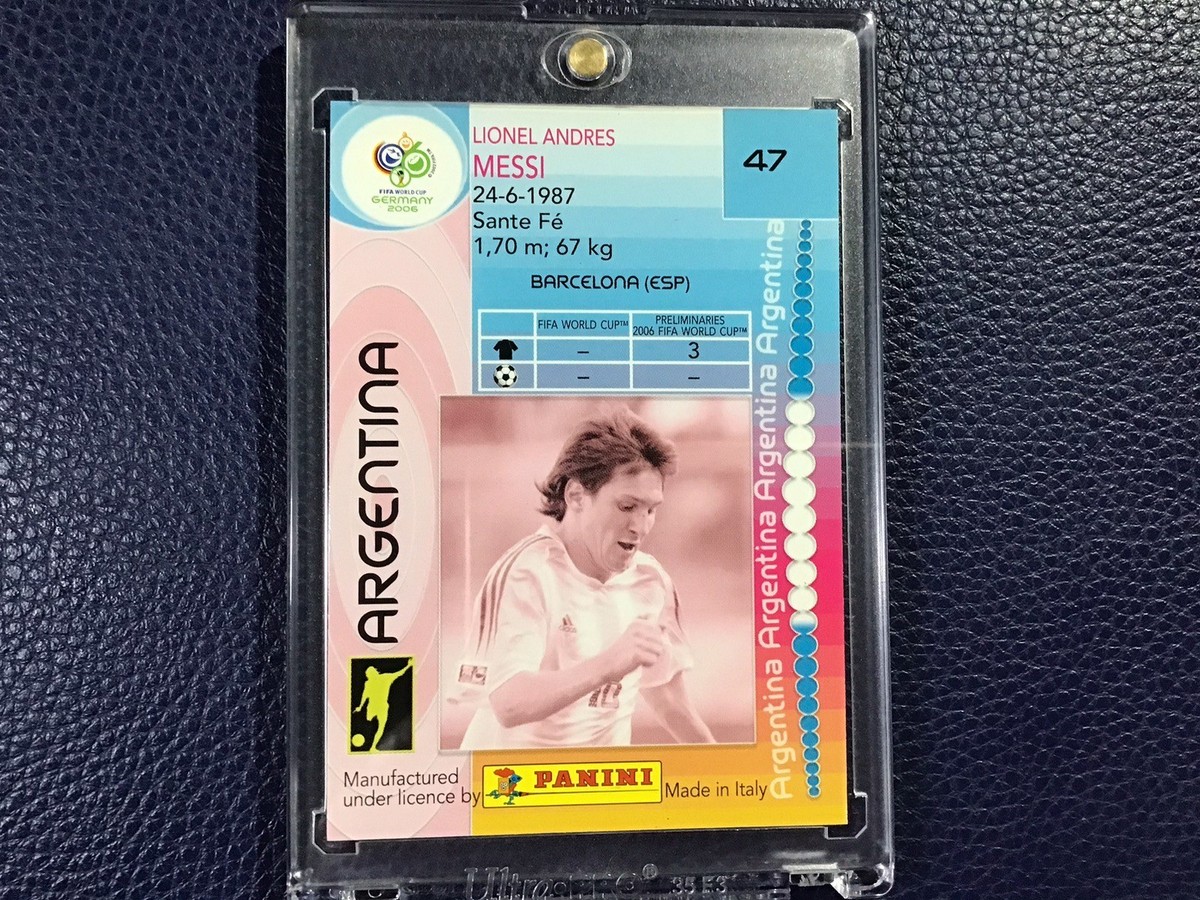 LIONEL ANDRES
MESSI
24-6-1987
Sante Fé
1,70 m; 67 kg
BARCELONA (ESP)
47
FIFA WORLD CUP
GERMANY
2006
FIFA WORLD CUP™
PRELIMINARIES
2006 FIFA WORLD CUP™
–
3
–
–
ARGENTINA
Argentina Argentina Argentina Argentina Argentina
10
Manufactured
under licence by
PANINI
Made in Italy